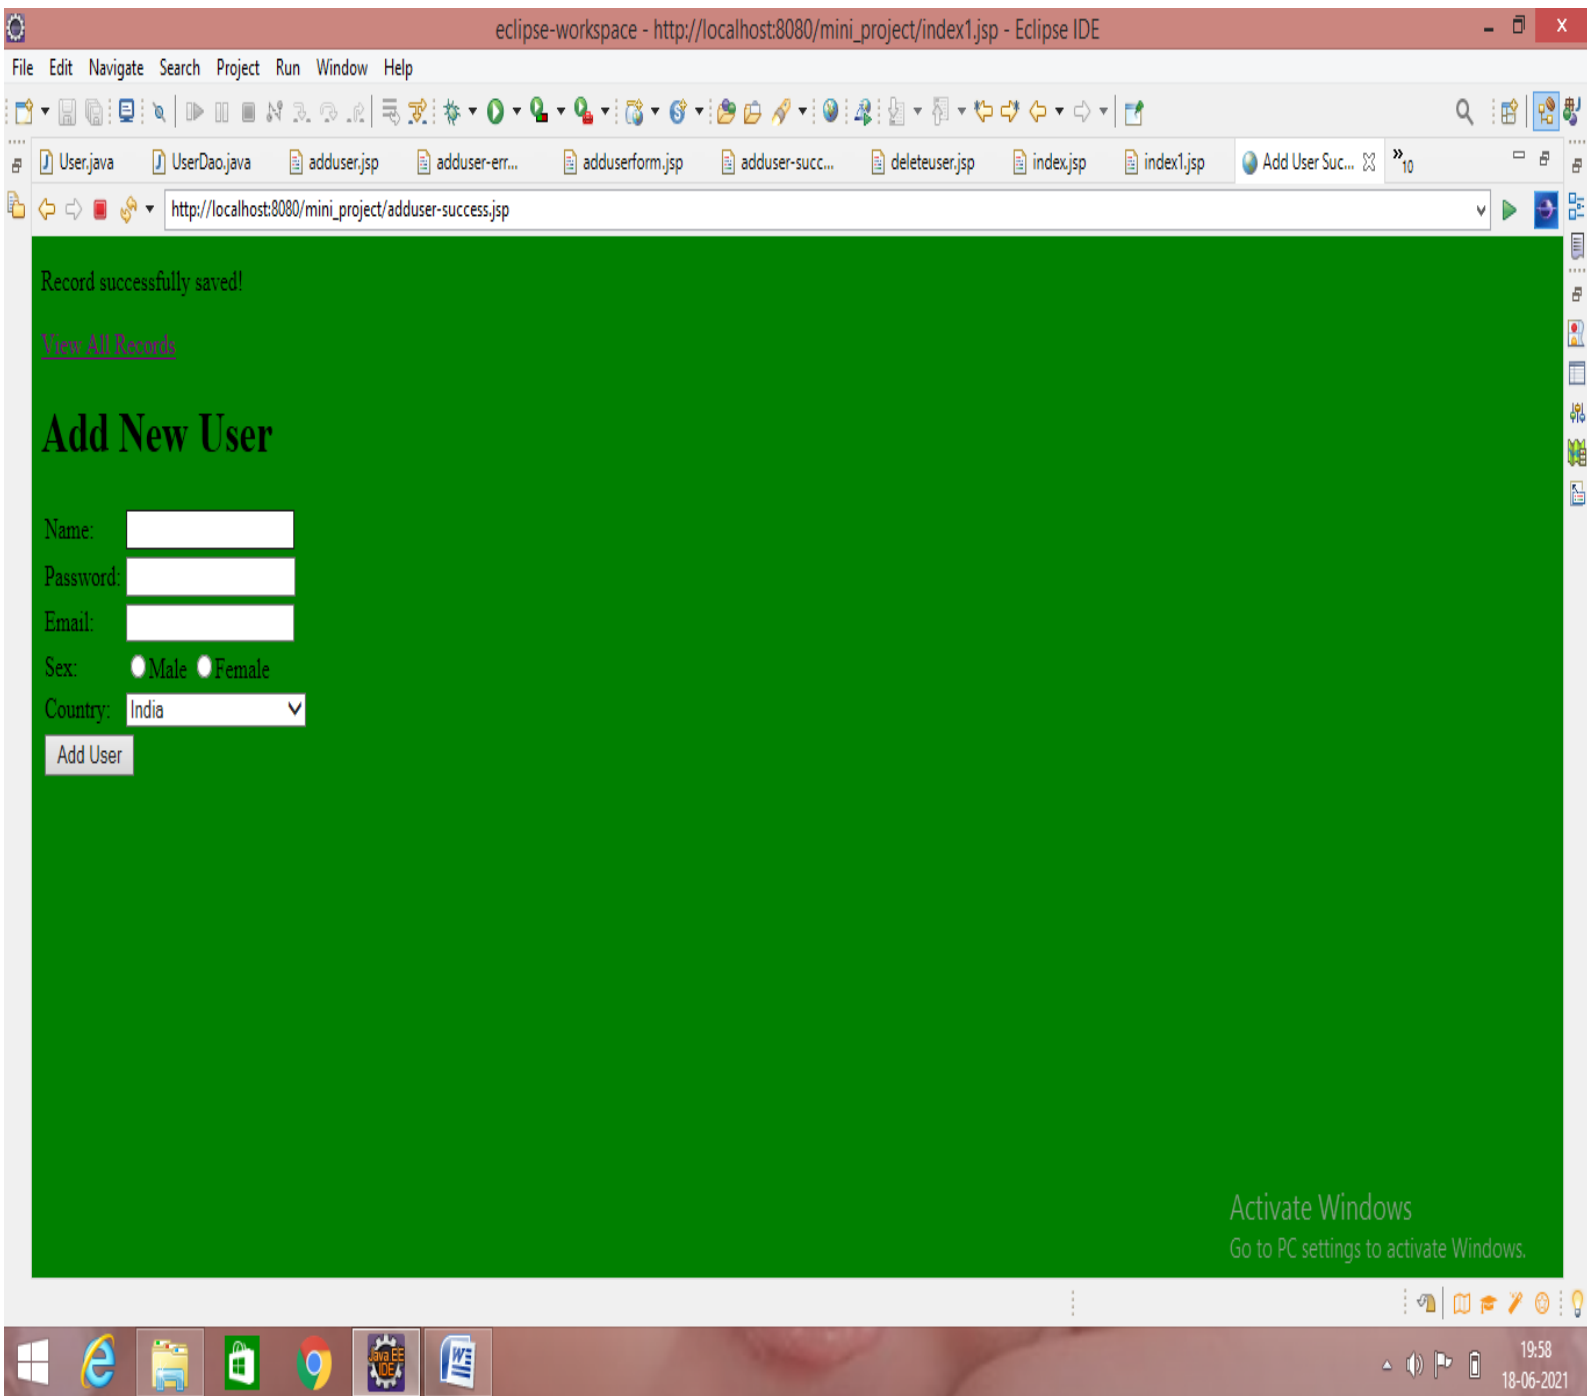 eclipse-workspace - http://localhost:8080/mini_project/index1.jsp - Eclipse IDE
File Edit Navigate Search Project Run Window Help
User.java UserDao.java adduser.jsp adduser-err... adduserform.jsp adduser-succ... deleteuser.jsp index.jsp index1.jsp Add User Suc... »10
http://localhost:8080/mini_project/adduser-success.jsp
Record successfully saved!
View All Records
Add New User
Name:
Password:
Email:
Sex: Male Female
Country: India
Add User
Activate Windows
Go to PC settings to activate Windows.
Java EE
IDE
W
19:58
18-06-2021